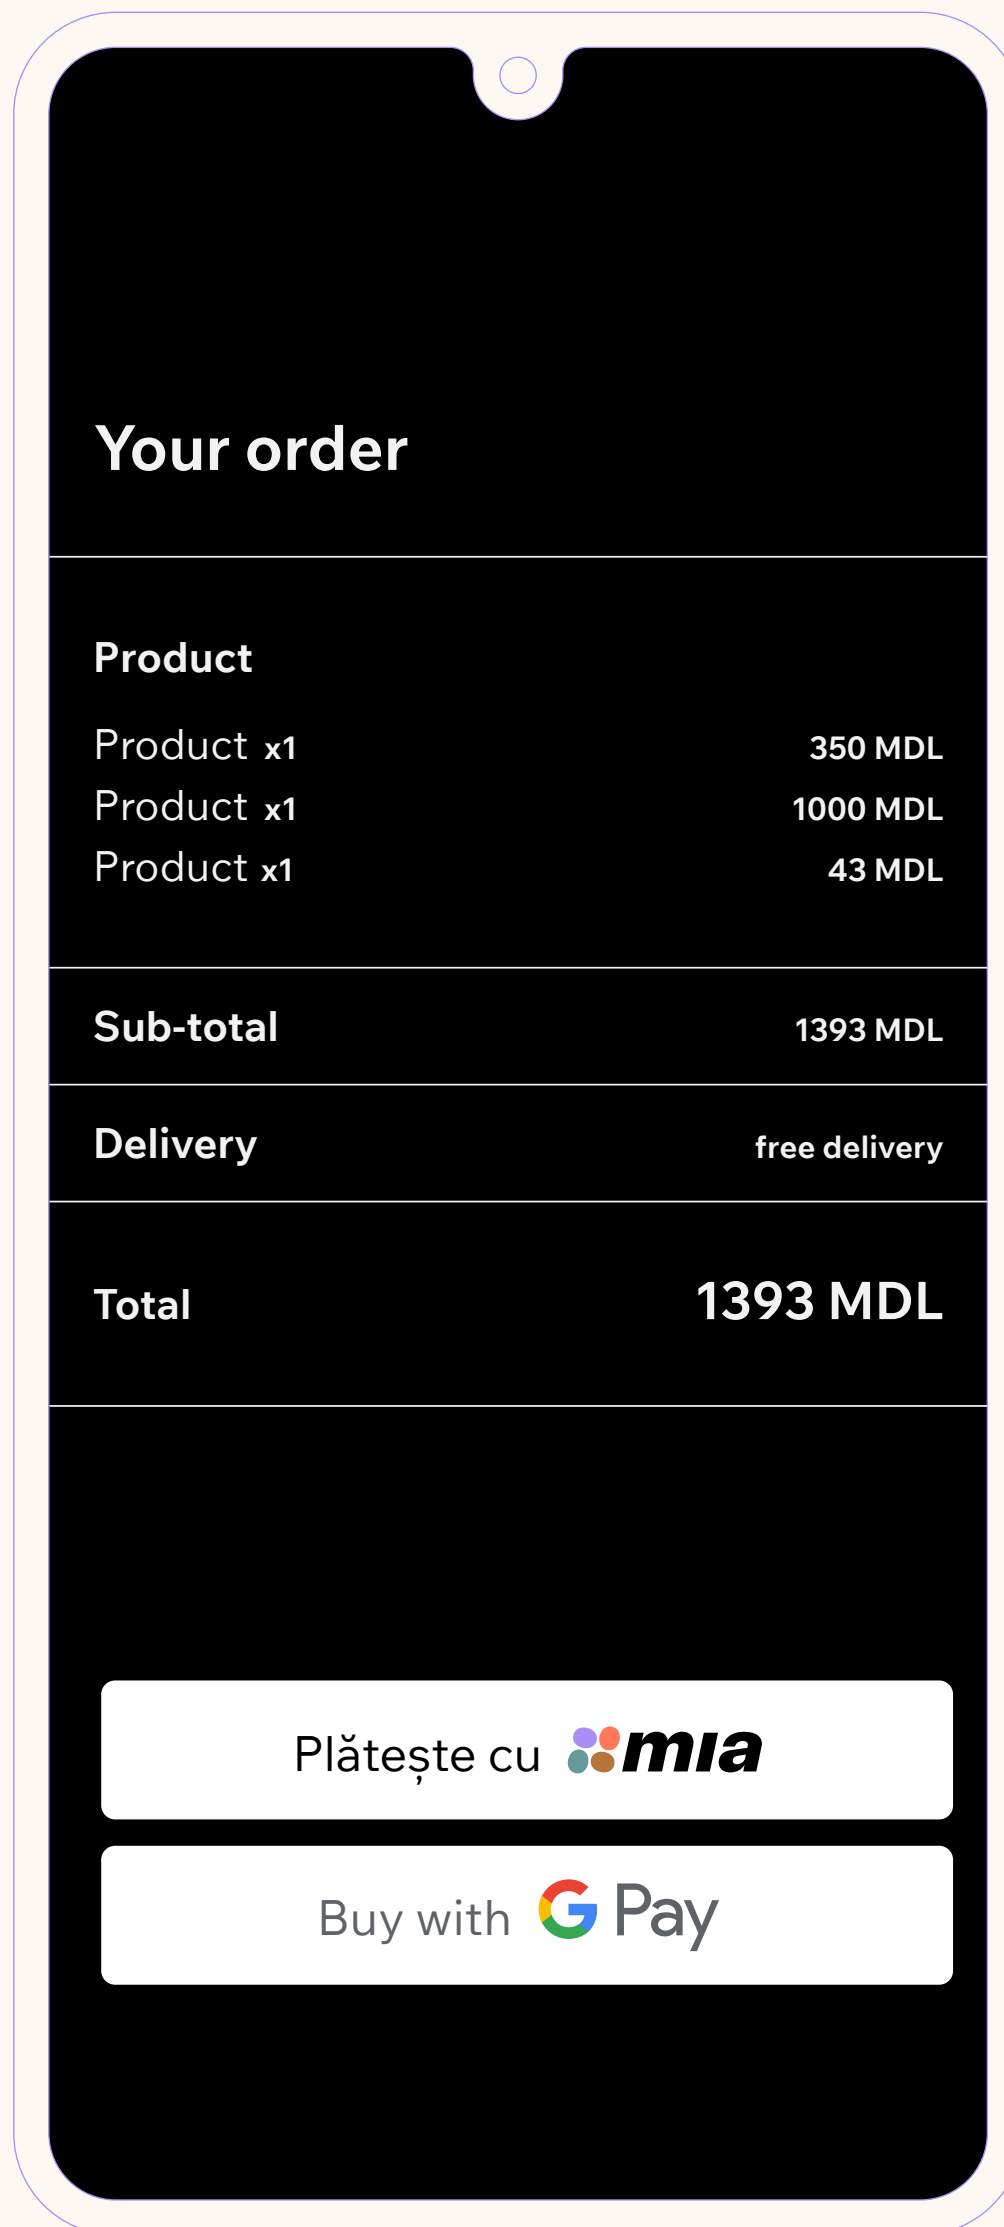 Your order
Product
Product x1 350 MDL
Product x1 1000 MDL
Product x1 43 MDL
Sub-total 1393 MDL
Delivery free delivery
Total 1393 MDL
Plătește cu mia
Buy with G Pay